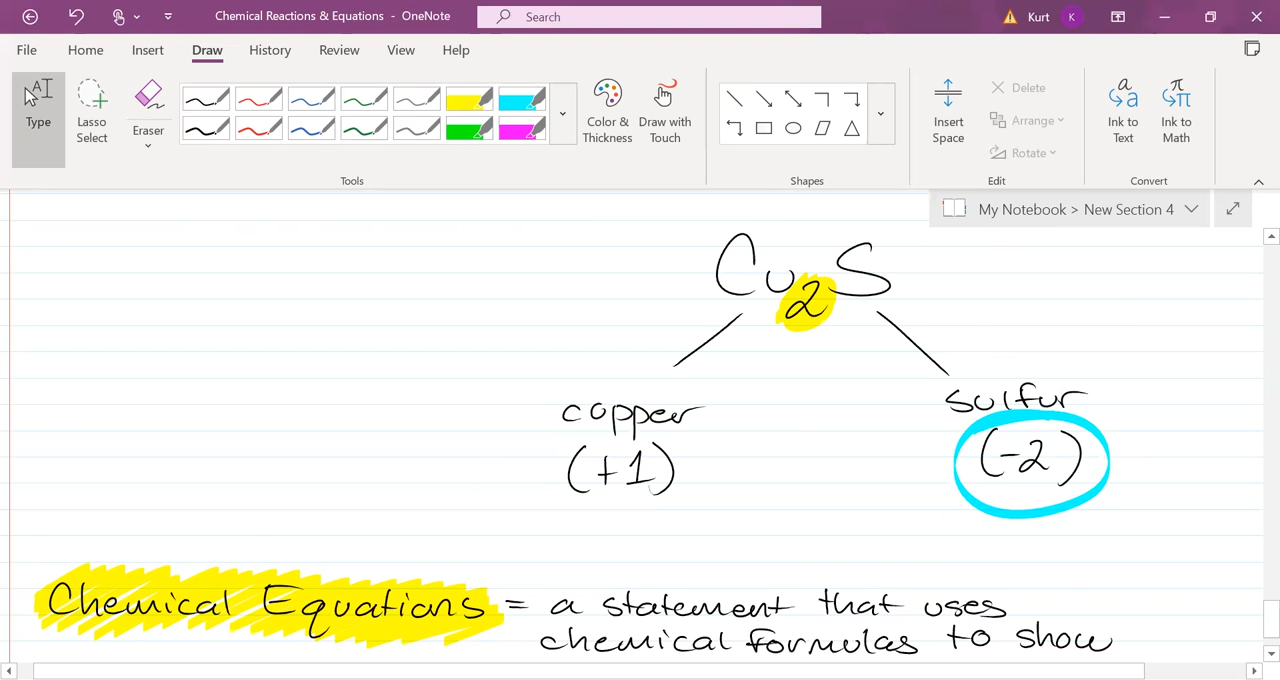 Chemical Reactions & Equations - OneNote
Search
Kurt
K
File Home Insert Draw History Review View Help
Type
Lasso Select
Eraser
Color & Thickness
Draw with Touch
Insert Space
Delete
Arrange
Rotate
Ink to Text
Ink to Math
Tools
Shapes
Edit
Convert
My Notebook > New Section 4
Cu2S
copper
(+1)
sulfur
(-2)
Chemical Equations = a statement that uses
chemical formulas to show